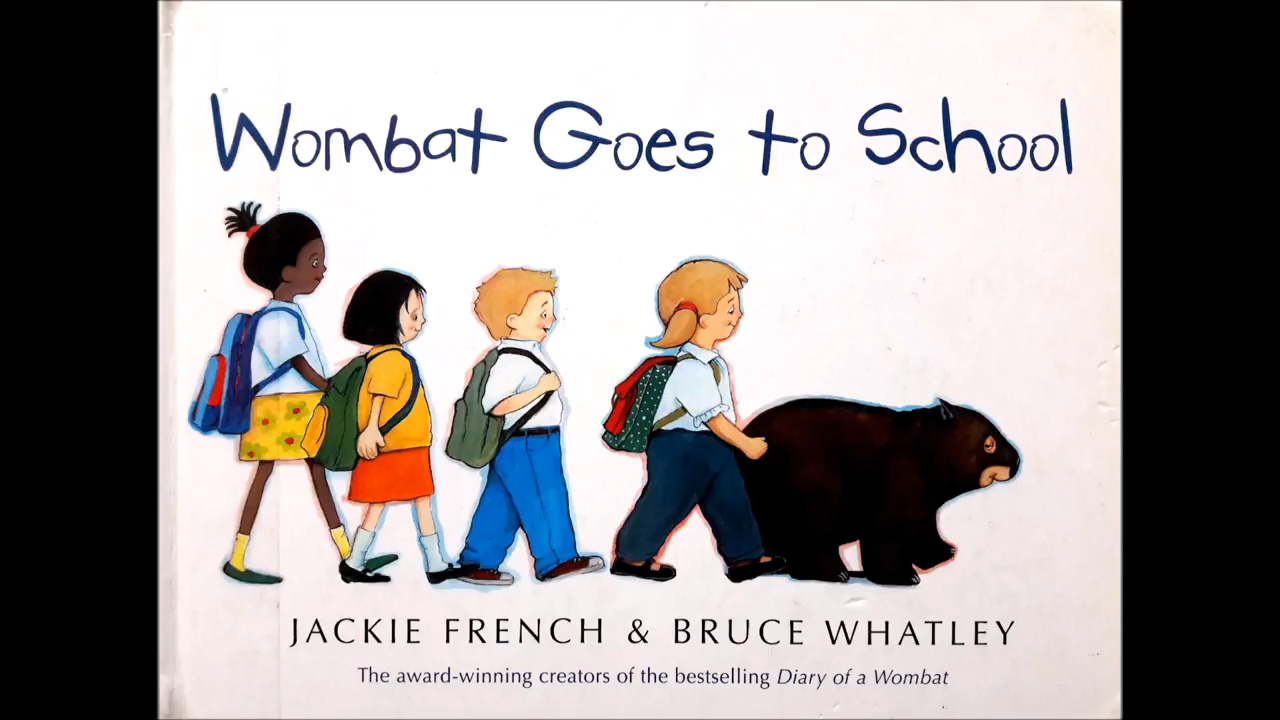 Wombat Goes to School
JACKIE FRENCH & BRUCE WHATLEY
The award-winning creators of the bestselling Diary of a Wombat